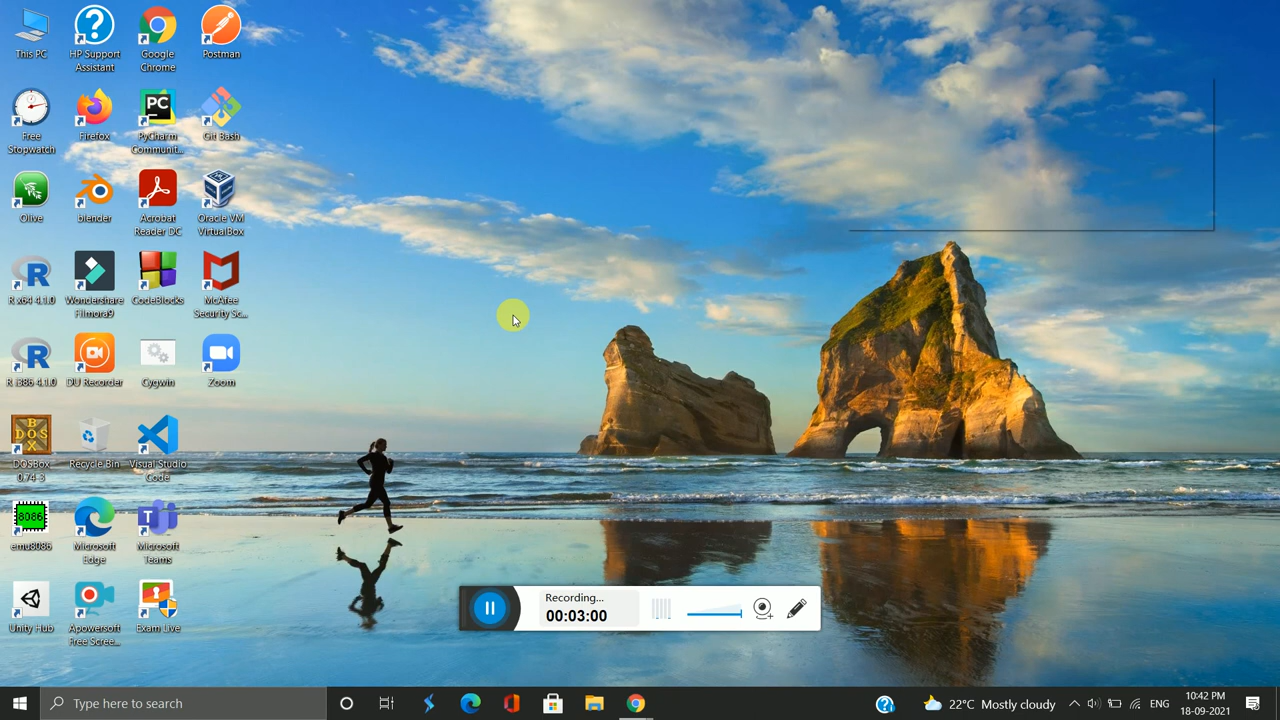 This PC
HP Support
Assistant
Google
Chrome
Postman
Free
Stopwatch
Firefox
PC
PyCharm
Communit...
Git Bash
Olive
blender
Acrobat
Reader DC
Oracle VM
VirtualBox
R
R x64 4.1.0
Wondershare
Filmora9
CodeBlocks
McAfee
Security Sc...
R
R i386 4.1.0
DU Recorder
Cygwin
Zoom
DOS
BOX
DOSBox
0.74-3
Recycle Bin
Visual Studio
Code
8086
emu8086
Microsoft
Edge
T
Microsoft
Teams
Unity Hub
Apowersoft
Free Scree...
Exam Live
Recording...
00:03:00
Type here to search
22°C Mostly cloudy
ENG
10:42 PM
18-09-2021